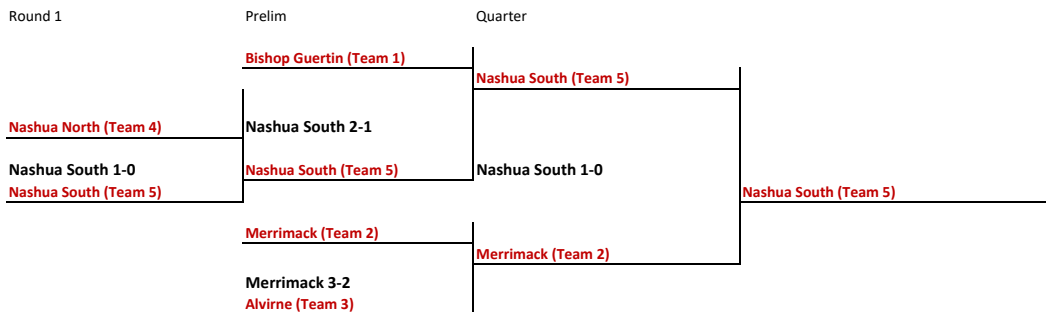 Round 1 Prelim Quarter
Bishop Guertin (Team 1)
Nashua South (Team 5)
Nashua North (Team 4) Nashua South 2-1
Nashua South 1-0 Nashua South (Team 5) Nashua South 1-0
Nashua South (Team 5) Nashua South (Team 5)
Merrimack (Team 2)
Merrimack (Team 2)
Merrimack 3-2
Alvirne (Team 3)